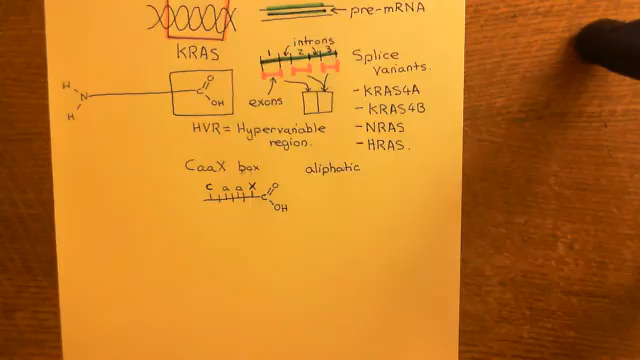 pre-mRNA
KRAS
introns
1 2 3
exons
Splice
variants.
- KRAS4A
- KRAS4B
- NRAS
- HRAS.
H
N
H
C
O
OH
HVR = Hypervariable
region.
CaaX box aliphatic
C a a X
C
O
OH